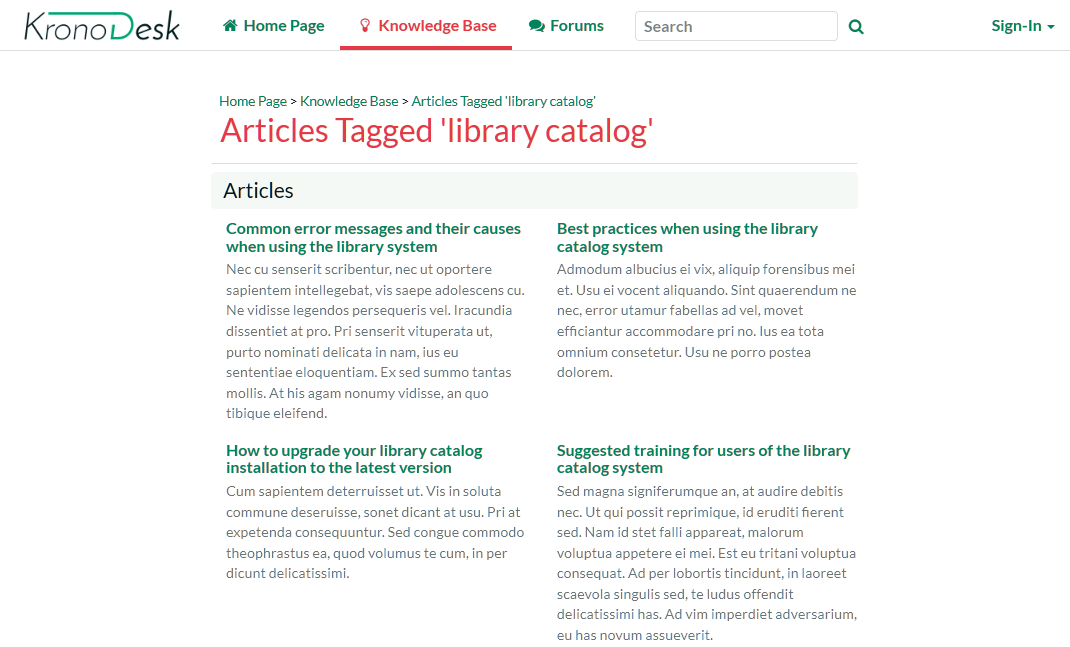 KronoDesk Home Page Knowledge Base Forums Search Sign-In
Home Page > Knowledge Base > Articles Tagged 'library catalog'
Articles Tagged 'library catalog'
Articles
Common error messages and their causes
when using the library system
Nec cu senserit scribentur, nec ut oportere
sapientem intellegebat, vis saepe adolescens cu.
Ne vidisse legendos persequeris vel. Iracundia
dissentiet at pro. Pri senserit vituperata ut,
purto nominati delicata in nam, ius eu
sententiae eloquentiam. Ex sed summo tantas
mollis. At his agam nonumy vidisse, an quo
tibique eleifend.
Best practices when using the library
catalog system
Admodum albucius ei vix, aliquip forensibus mei
et. Usu ei vocent aliquando. Sint quaerendum ne
nec, error utamur fabellas ad vel, movet
efficiantur accommodare pri no. Ius ea tota
omnium consetetur. Usu ne porro postea
dolorem.
How to upgrade your library catalog
installation to the latest version
Cum sapientem deterruisset ut. Vis in soluta
commune deseruisse, sonet dicant at usu. Pri at
expetenda consequuntur. Sed congue commodo
theophrastus ea, quod volumus te cum, in per
dicunt delicatissimi.
Suggested training for users of the library
catalog system
Sed magna signiferumque an, at audire debitis
nec. Ut qui possit reprimique, id eruditi fierent
sed. Nam id stet falli appareat, malorum
voluptua appetere ei mei. Est eu tritani voluptua
consequat. Ad per lobortis tincidunt, in laoreet
scaevola singulis sed, te ludus offendit
delicatissimi has. Ad vim imperdiet adversarium,
eu has novum assueverit.